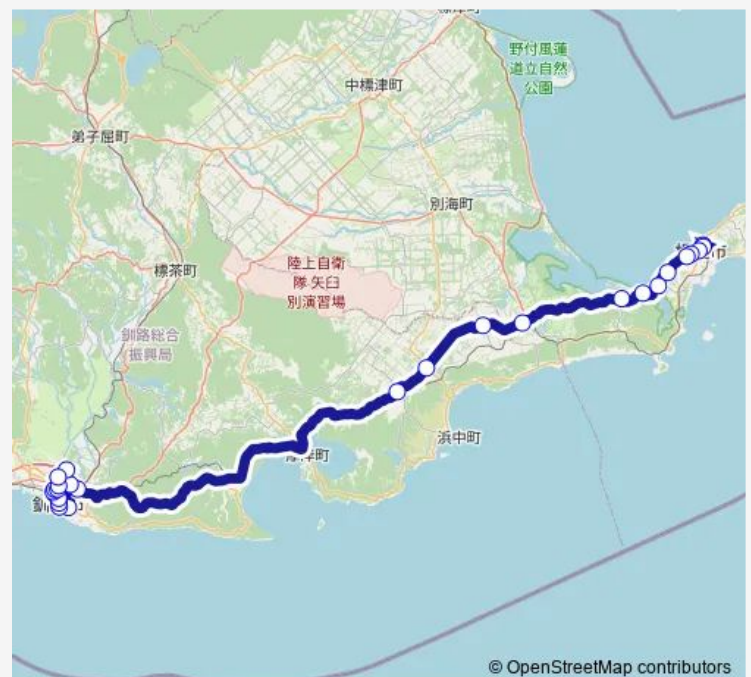 野付風蓮
道立自然
公園
中標津町
弟子屈町
別海町
標茶町
陸上自衛
隊 矢臼
別演習場
釧路総合
振興局
浜中町
市
© OpenStreetMap contributors